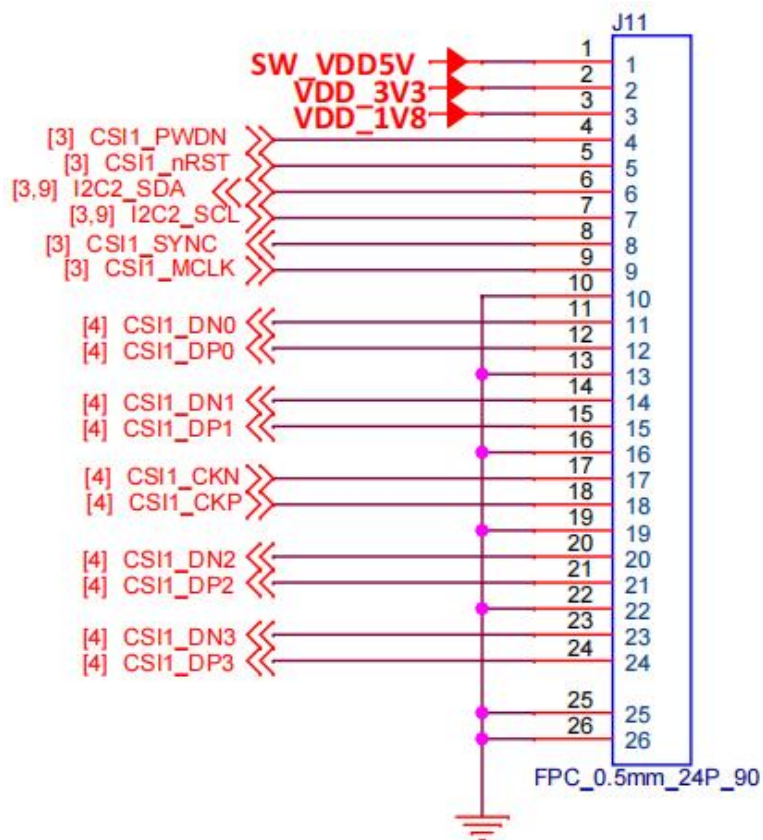 J11
SW_VDD5V 1 1
VDD_3V3 2 2
VDD_1V8 3 3
[3] CSI1_PWDN 4 4
[3] CSI1_nRST 5 5
[3,9] I2C2_SDA 6 6
[3,9] I2C2_SCL 7 7
[3] CSI1_SYNC 8 8
[3] CSI1_MCLK 9 9
10 10
[4] CSI1_DN0 11 11
[4] CSI1_DP0 12 12
13 13
[4] CSI1_DN1 14 14
[4] CSI1_DP1 15 15
16 16
[4] CSI1_CKN 17 17
[4] CSI1_CKP 18 18
19 19
[4] CSI1_DN2 20 20
[4] CSI1_DP2 21 21
22 22
[4] CSI1_DN3 23 23
[4] CSI1_DP3 24 24
25 25
26 26
FPC_0.5mm_24P_90